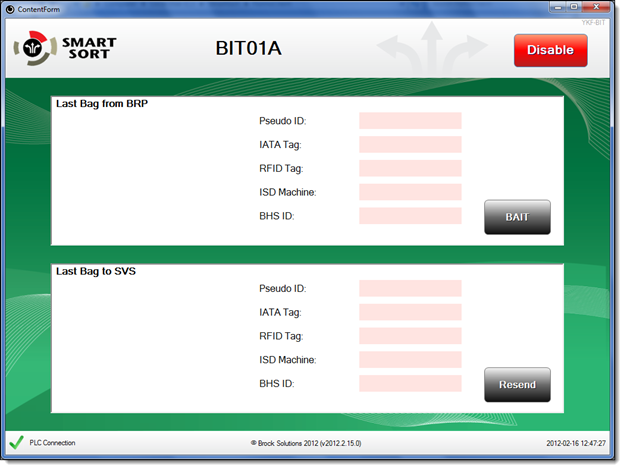 ContentForm
YKF-BIT
SMART
SORT
BIT01A
Disable
Last Bag from BRP
Pseudo ID:
IATA Tag:
RFID Tag:
ISD Machine:
BHS ID:
BAIT
Last Bag to SVS
Pseudo ID:
IATA Tag:
RFID Tag:
ISD Machine:
BHS ID:
Resend
PLC Connection
© Brock Solutions 2012 (v2012.2.15.0)
2012-02-16 12:47:27